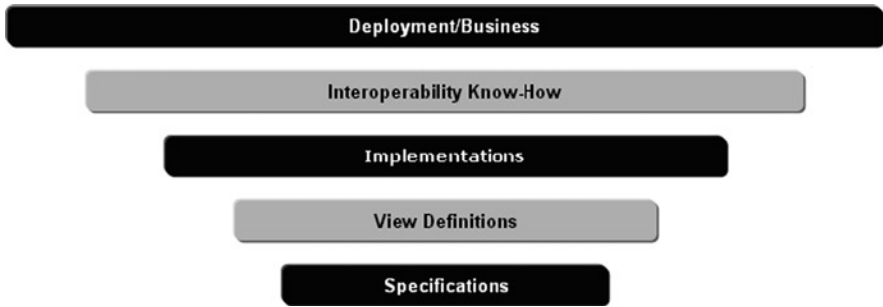 Deployment/Business
Interoperability Know-How
Implementations
View Definitions
Specifications